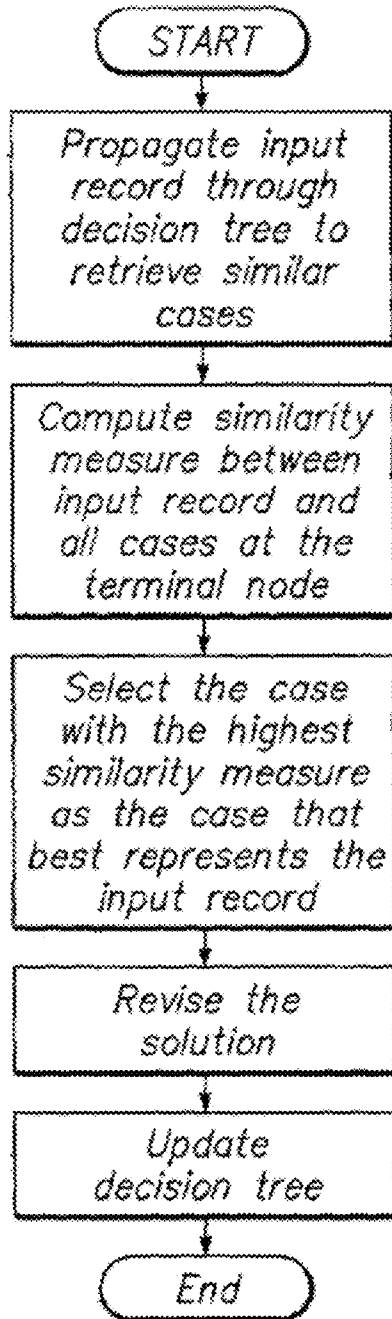 START
Propagate input
record through
decision tree to
retrieve similar
cases
Compute similarity
measure between
input record and
all cases at the
terminal node
Select the case
with the highest
similarity measure
as the case that
best represents the
input record
Revise the
solution
Update
decision tree
End